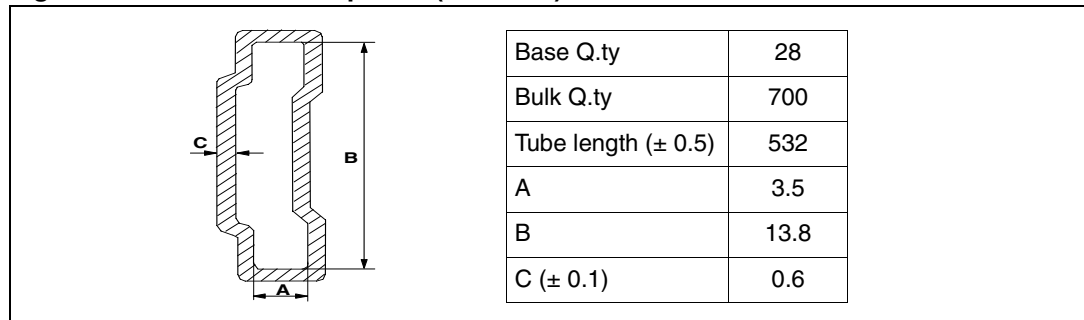 C
B
A
Base Q.ty 28
Bulk Q.ty 700
Tube length (± 0.5) 532
A 3.5
B 13.8
C (± 0.1) 0.6